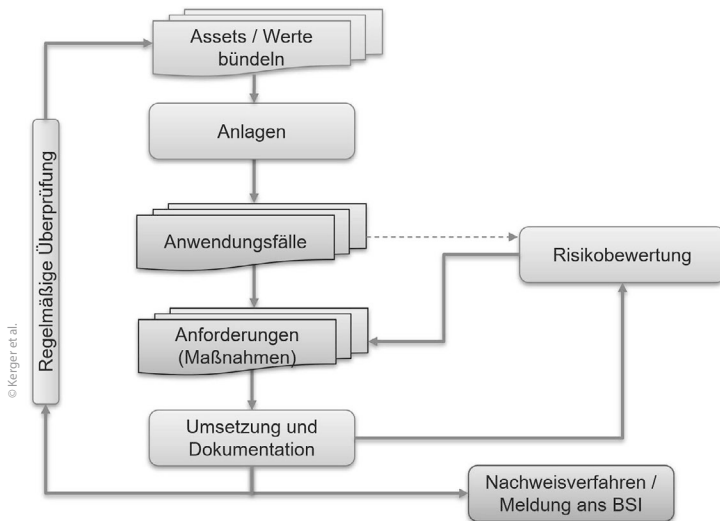 Assets / Werte
bündeln
Anlagen
Anwendungsfälle
Risikobewertung
Anforderungen
(Maßnahmen)
Umsetzung und
Dokumentation
Nachweisverfahren /
Meldung ans BSI
Regelmäßige Überprüfung
© Kerger et al.